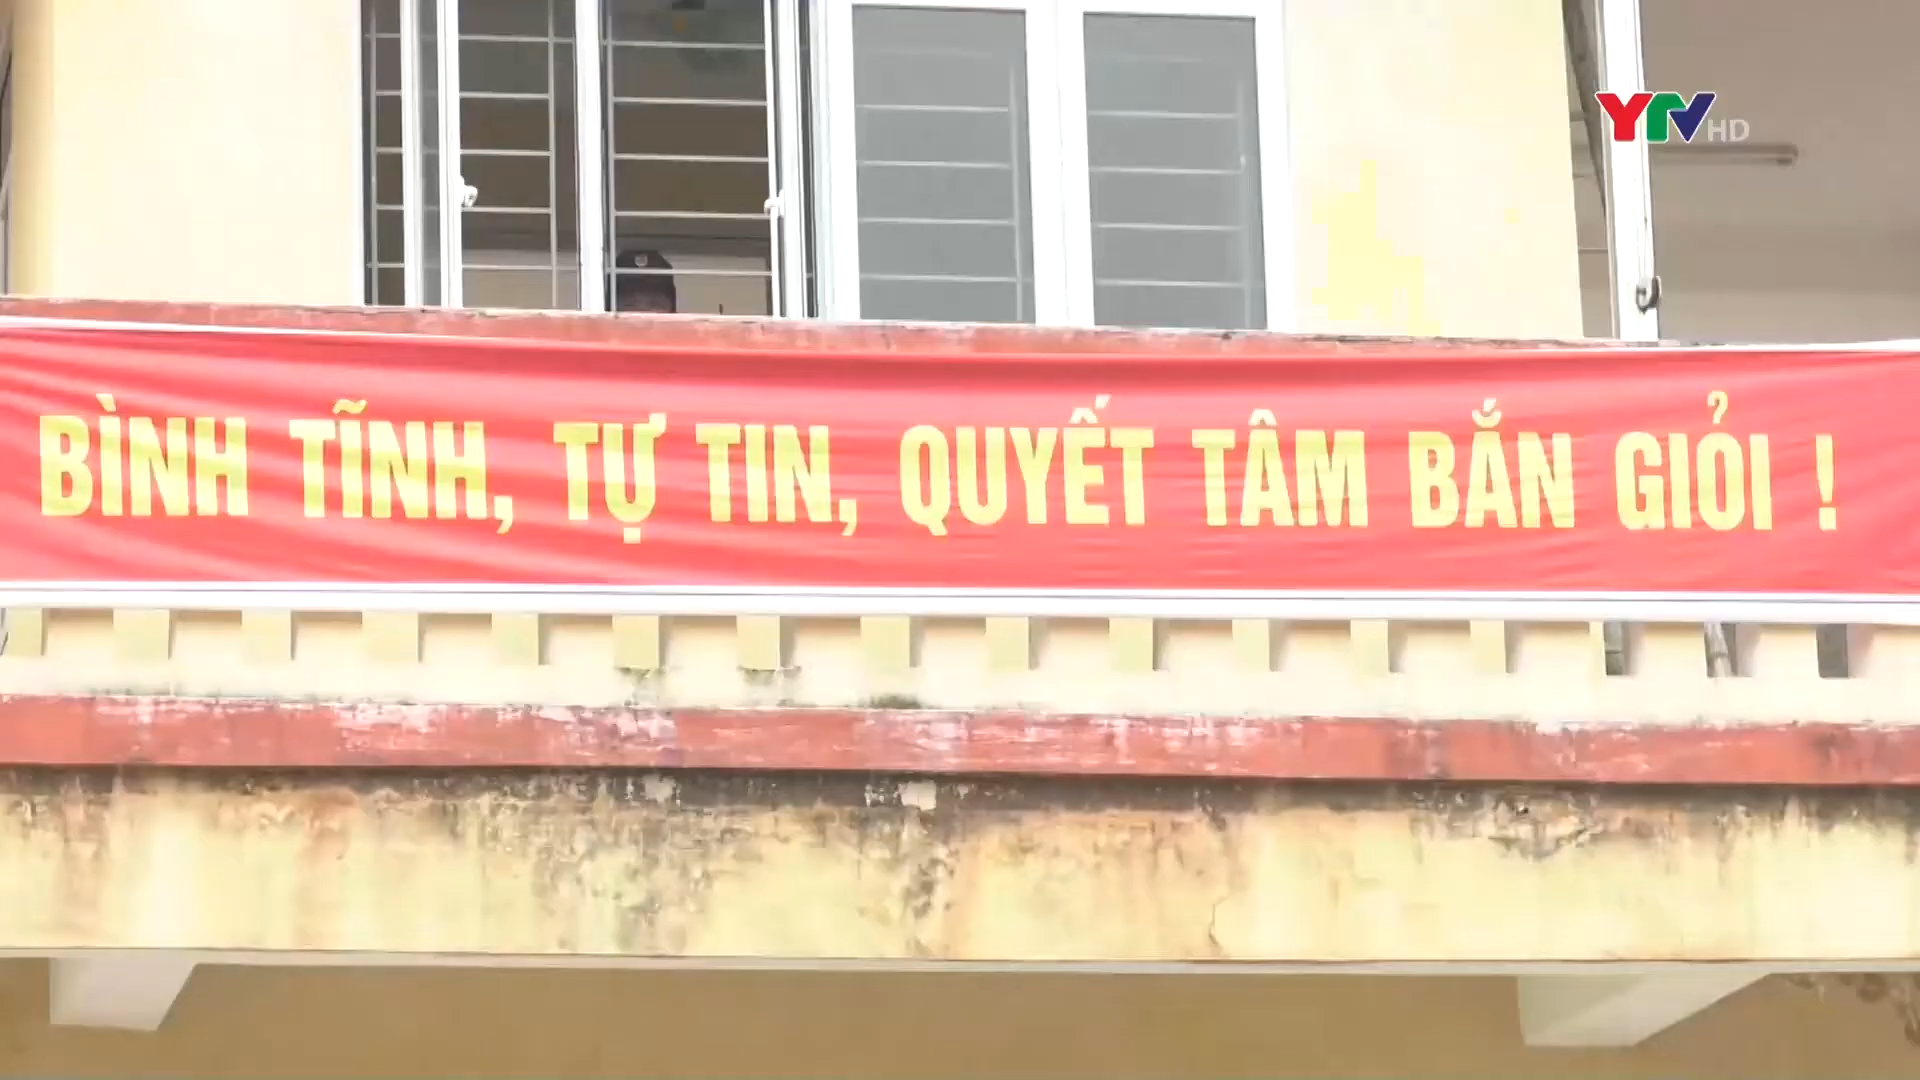 YTV HD
BÌNH TĨNH, TỰ TIN, QUYẾT TÂM BẮN GIỎI !